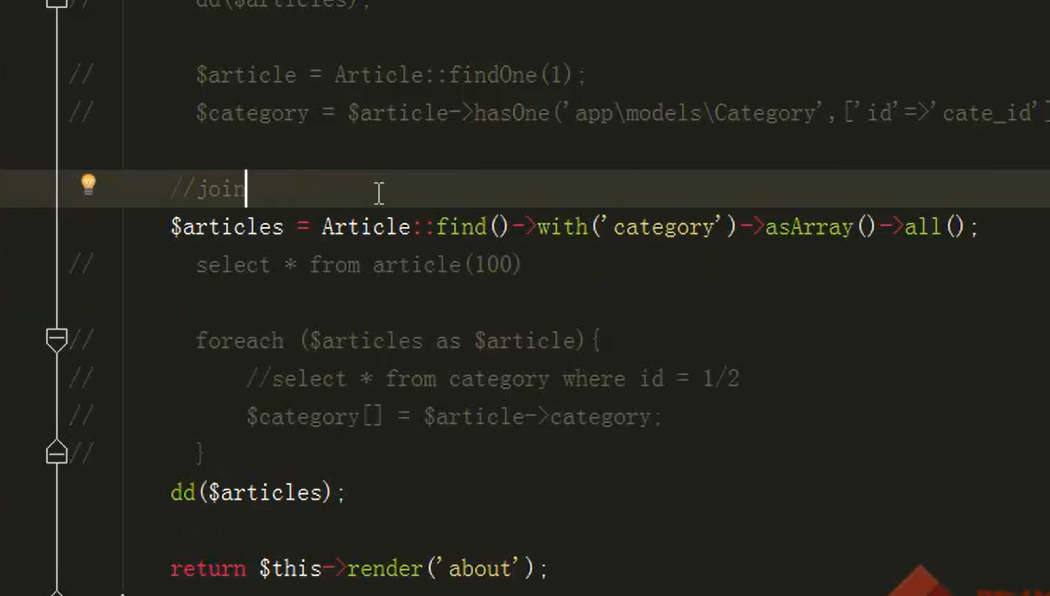 // dd($articles);
// $article = Article::findOne(1);
// $category = $article->hasOne('app\models\Category',['id'=>'cate_id']
//join
$articles = Article::find()->with('category')->asArray()->all();
// select * from article(100)
// foreach ($articles as $article){
// //select * from category where id = 1/2
// $category[] = $article->category;
// }
dd($articles);
return $this->render('about');